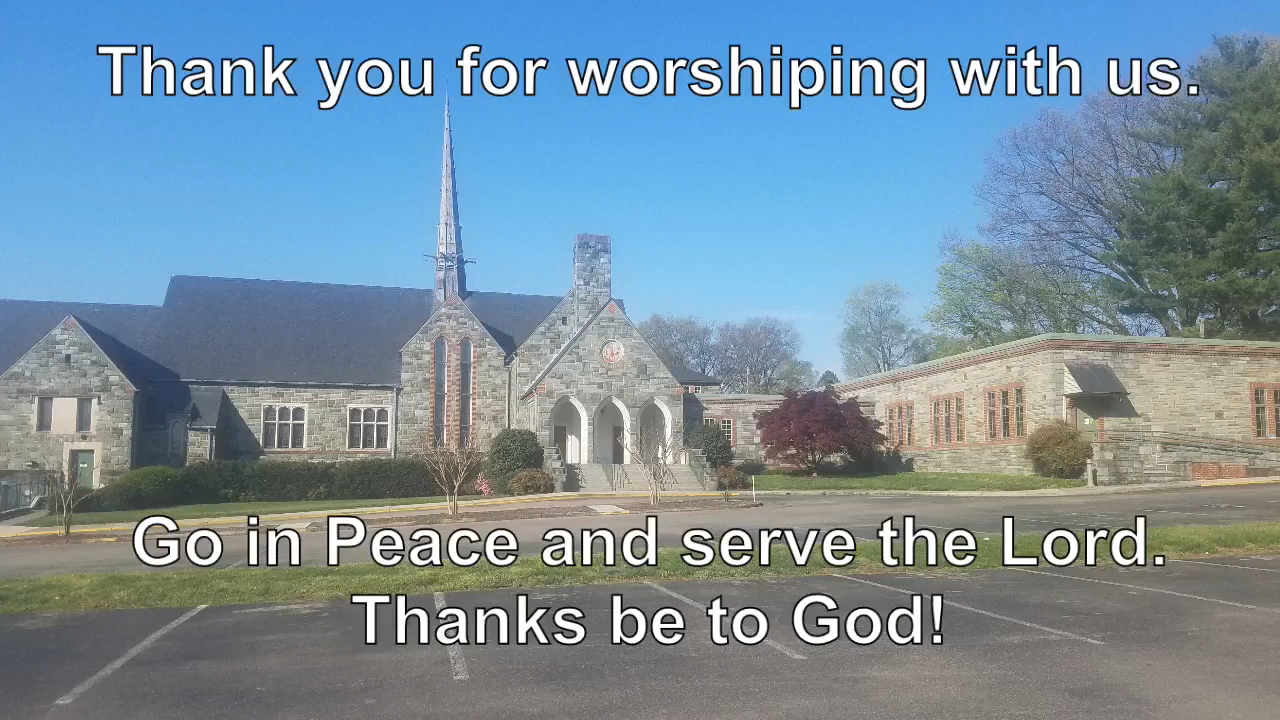 Thank you for worshiping with us.
Go in Peace and serve the Lord.
Thanks be to God!